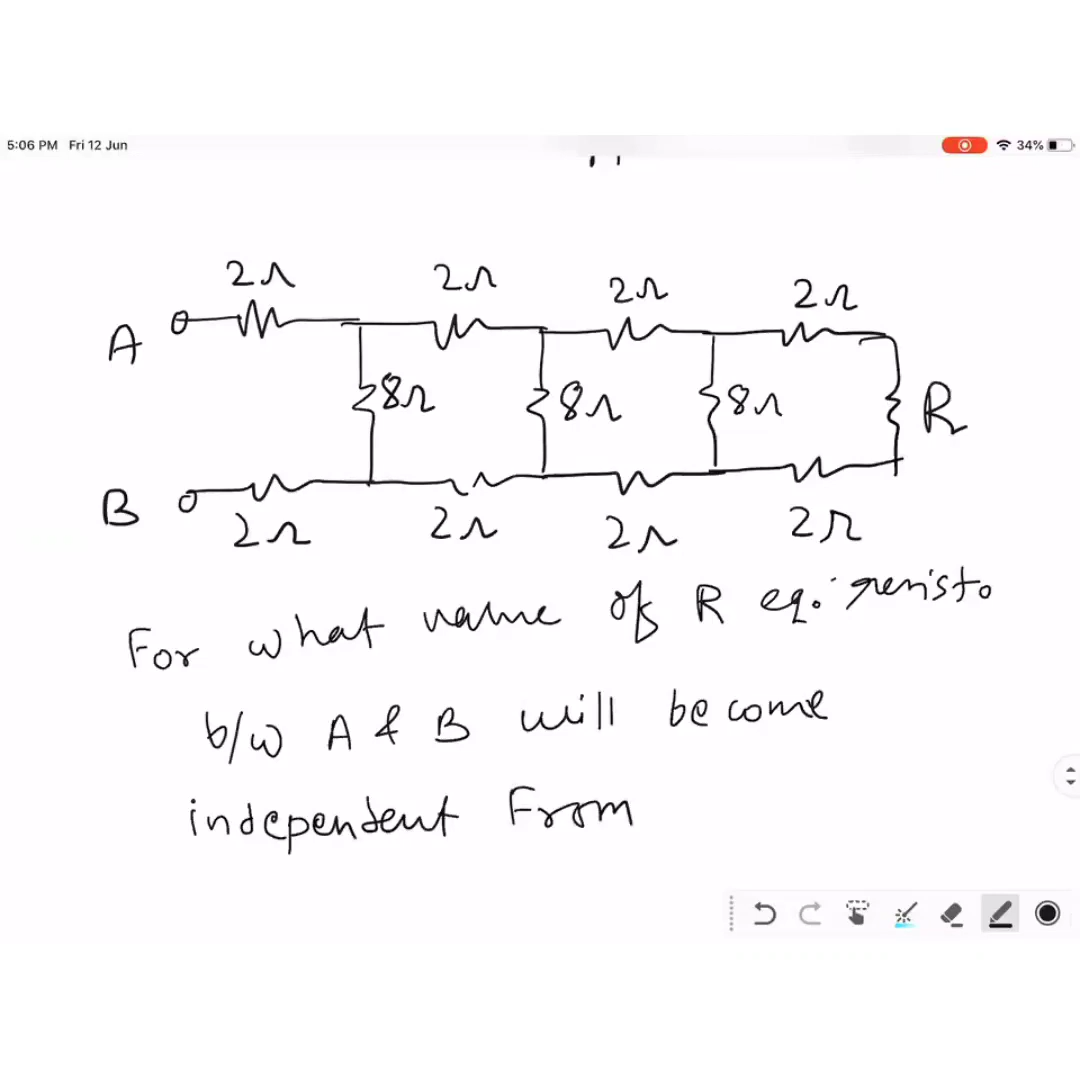 5:06 PM Fri 12 Jun 34%
2Ω 2Ω 2Ω 2Ω
A
8Ω 8Ω 8Ω R
B
2Ω 2Ω 2Ω 2Ω
For what value of R eq. resisto
b/w A & B will become
independent From